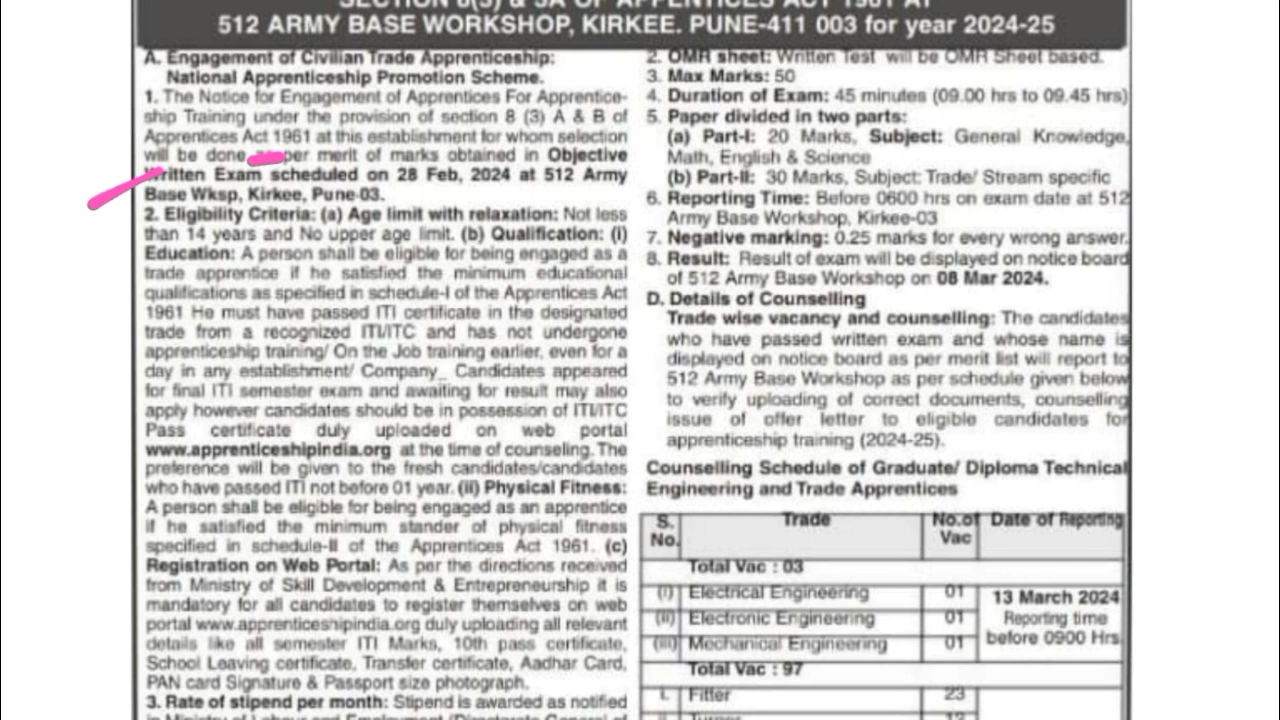 SECTION 8(3) & 3A OF APPENTICES ACT 1961 AT
512 ARMY BASE WORKSHOP, KIRKEE. PUNE-411 003 for year 2024-25
A. Engagement of Civilian Trade Apprenticeship:
National Apprenticeship Promotion Scheme.
1. The Notice for Engagement of Apprentices For Apprentice-
ship Training under the provision of section 8 (3) A & B of
Apprentices Act 1961 at this establishment for whom selection
will be done as per merit of marks obtained in Objective
Written Exam scheduled on 28 Feb, 2024 at 512 Army
Base Wksp, Kirkee, Pune-03.
2. Eligibility Criteria: (a) Age limit with relaxation: Not less
than 14 years and No upper age limit. (b) Qualification: (i)
Education: A person shall be eligible for being engaged as a
trade apprentice if he satisfied the minimum educational
qualifications as specified in schedule-I of the Apprentices Act
1961 He must have passed ITI certificate in the designated
trade from a recognized ITI/ITC and has not undergone
apprenticeship training/ On the Job training earlier, even for a
day in any establishment/ Company_ Candidates appeared
for final ITI semester exam and awaiting for result may also
apply however candidates should be in possession of ITI/ITC
Pass certificate duly uploaded on web portal
www.apprenticeshipindia.org at the time of counseling. The
preference will be given to the fresh candidates/candidates
who have passed ITI not before 01 year. (ii) Physical Fitness:
A person shall be eligible for being engaged as an apprentice
if he satisfied the minimum stander of physical fitness
specified in schedule-II of the Apprentices Act 1961. (c)
Registration on Web Portal: As per the directions received
from Ministry of Skill Development & Entrepreneurship it is
mandatory for all candidates to register themselves on web
portal www.apprenticeshipindia.org duly uploading all relevant
details like all semester ITI Marks, 10th pass certificate,
School Leaving certificate, Transfer certificate, Aadhar Card,
PAN card Signature & Passport size photograph.
3. Rate of stipend per month: Stipend is awarded as notified
in Ministry of Labour and Employment (Directorate General of
2. OMR sheet: Written Test will be OMR Sheet based.
3. Max Marks: 50
4. Duration of Exam: 45 minutes (09.00 hrs to 09.45 hrs)
5. Paper divided in two parts:
(a) Part-I: 20 Marks, Subject: General Knowledge,
Math, English & Science
(b) Part-II: 30 Marks, Subject: Trade/ Stream specific
6. Reporting Time: Before 0600 hrs on exam date at 512
Army Base Workshop, Kirkee-03
7. Negative marking: 0.25 marks for every wrong answer.
8. Result: Result of exam will be displayed on notice board
of 512 Army Base Workshop on 08 Mar 2024.
D. Details of Counselling
Trade wise vacancy and counselling: The candidates
who have passed written exam and whose name is
displayed on notice board as per merit list will report to
512 Army Base Workshop as per schedule given below
to verify uploading of correct documents, counselling
issue of offer letter to eligible candidates for
apprenticeship training (2024-25).
Counselling Schedule of Graduate/ Diploma Technical
Engineering and Trade Apprentices
S. No. Trade No.of Vac Date of Reporting
Total Vac : 03
(i) Electrical Engineering 01 13 March 2024
(ii) Electronic Engineering 01 Reporting time
(iii) Mechanical Engineering 01 before 0900 Hrs
Total Vac : 97
i. Fitter 23
ii. Turner 12